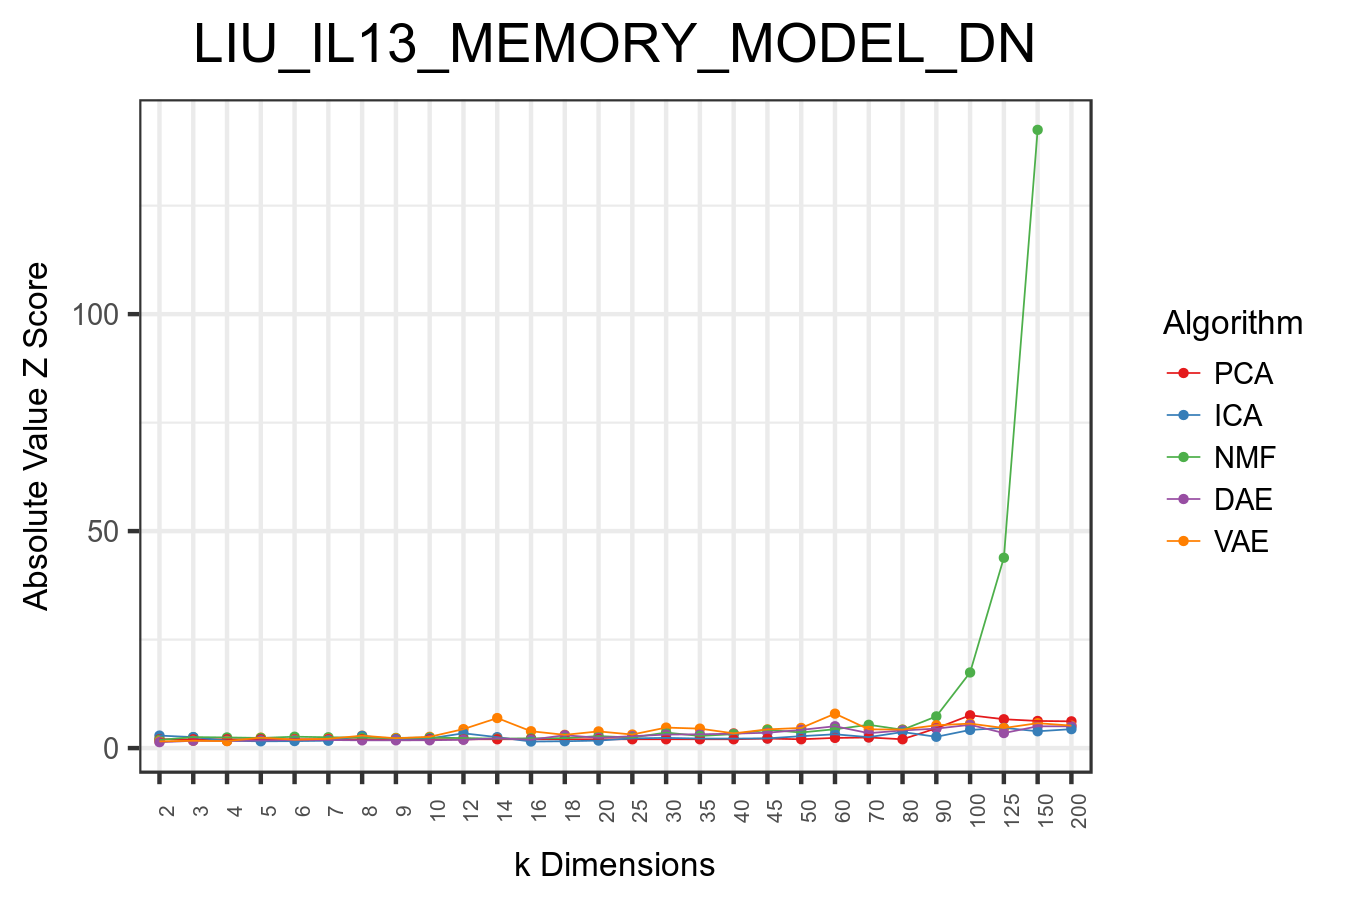 LIU_IL13_MEMORY_MODEL_DN
Absolute Value Z Score
100
50
0
2 3 4 5 6 7 8 9 10 12 14 16 18 20 25 30 35 40 45 50 60 70 80 90 100 125 150 200
k Dimensions
Algorithm
PCA
ICA
NMF
DAE
VAE